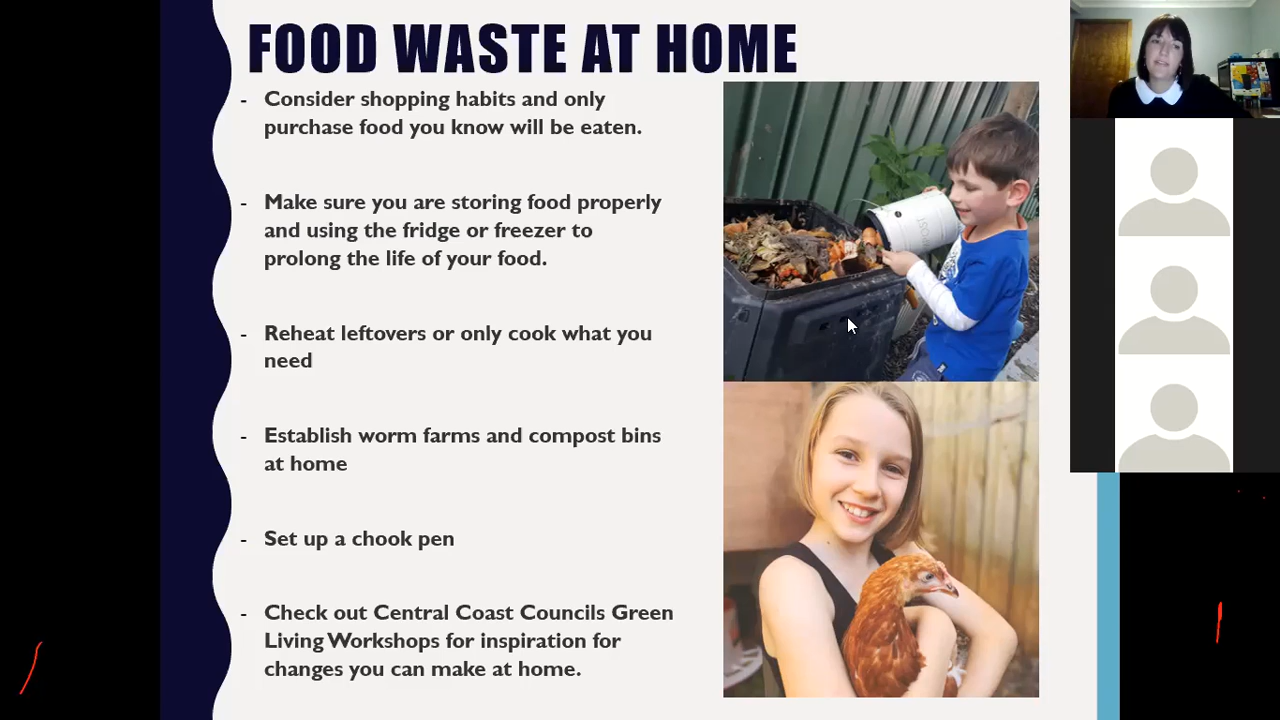 FOOD WASTE AT HOME
- Consider shopping habits and only
purchase food you know will be eaten.
- Make sure you are storing food properly
and using the fridge or freezer to
prolong the life of your food.
- Reheat leftovers or only cook what you
need
- Establish worm farms and compost bins
at home
- Set up a chook pen
- Check out Central Coast Councils Green
Living Workshops for inspiration for
changes you can make at home.